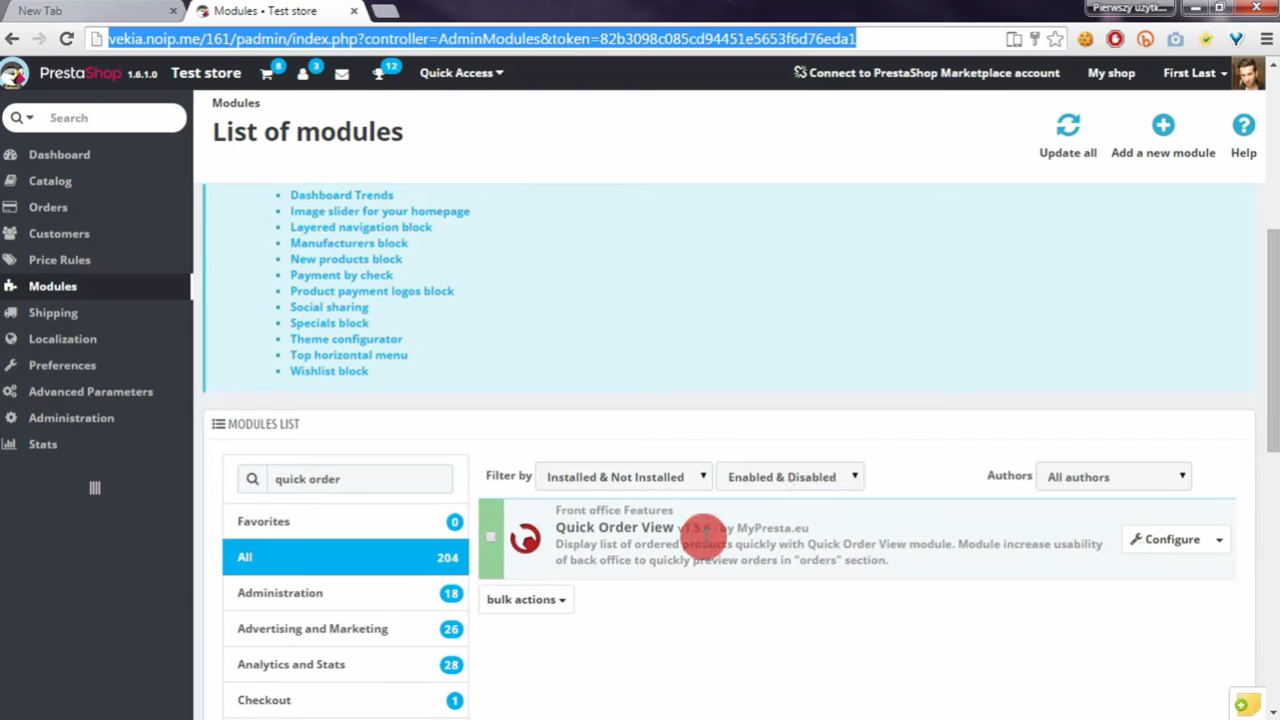 New Tab
Modules • Test store
Pierwszy użytk...
vekia.noip.me/161/padmin/index.php?controller=AdminModules&token=82b3098c085cd94451e5653f6d76eda1
PrestaShop 1.6.1.0 Test store 8 3 12 Quick Access
Connect to PrestaShop Marketplace account My shop First Last
Search
Dashboard
Catalog
Orders
Customers
Price Rules
Modules
Shipping
Localization
Preferences
Advanced Parameters
Administration
Stats
Modules
List of modules
Update all
Add a new module
Help
Dashboard Trends
Image slider for your homepage
Layered navigation block
Manufacturers block
New products block
Payment by check
Product payment logos block
Social sharing
Specials block
Theme configurator
Top horizontal menu
Wishlist block
MODULES LIST
quick order
Favorites 0
All 204
Administration 18
Advertising and Marketing 26
Analytics and Stats 28
Checkout 1
Filter by Installed & Not Installed Enabled & Disabled Authors All authors
Front office Features
Quick Order View by MyPresta.eu
Display list of ordered products quickly with Quick Order View module. Module increase usability
of back office to quickly preview orders in "orders" section.
Configure
bulk actions